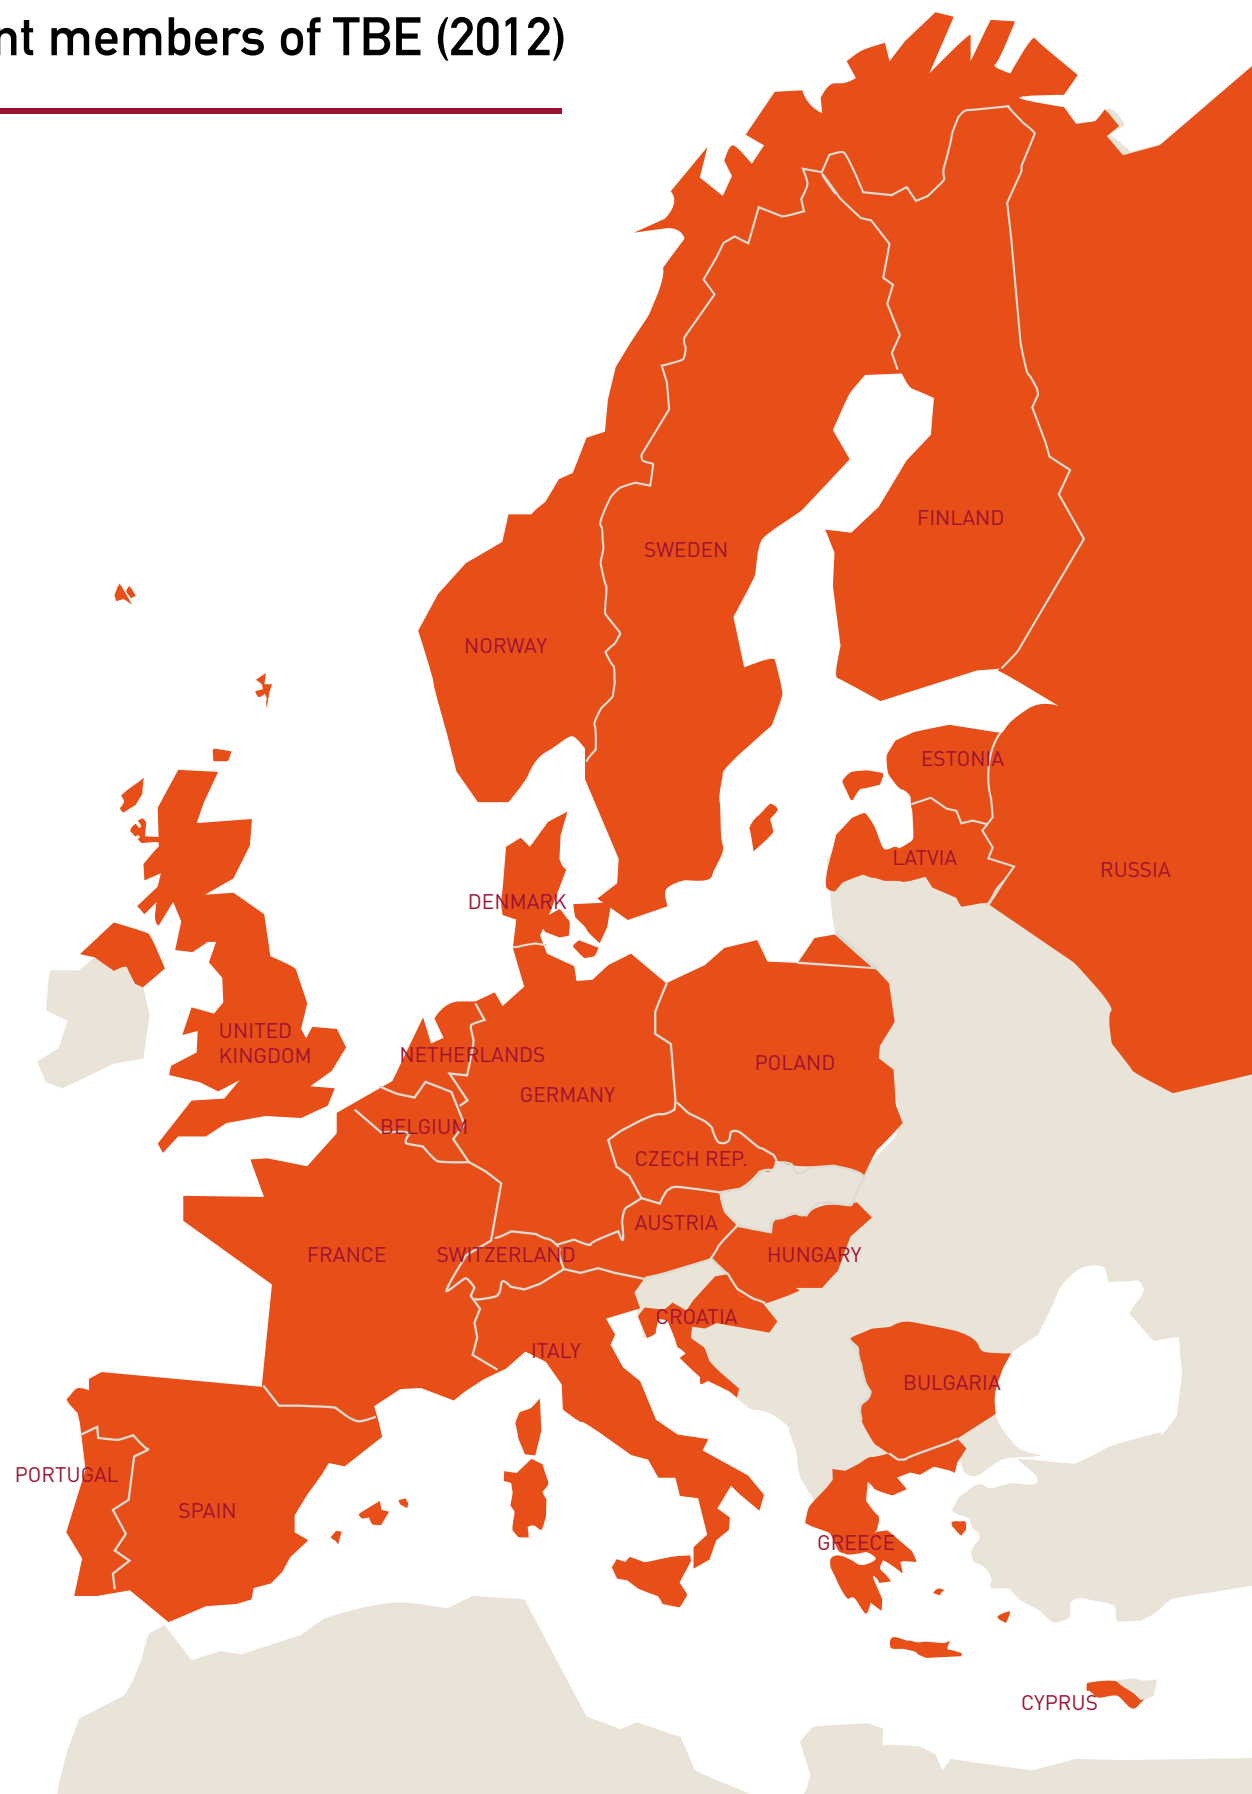 nt members of TBE (2012)
FINLAND
SWEDEN
NORWAY
ESTONIA
LATVIA
RUSSIA
DENMARK
UNITED
KINGDOM
NETHERLANDS
POLAND
GERMANY
BELGIUM
CZECH REP.
AUSTRIA
FRANCE
SWITZERLAND
HUNGARY
CROATIA
ITALY
BULGARIA
PORTUGAL
SPAIN
GREECE
CYPRUS